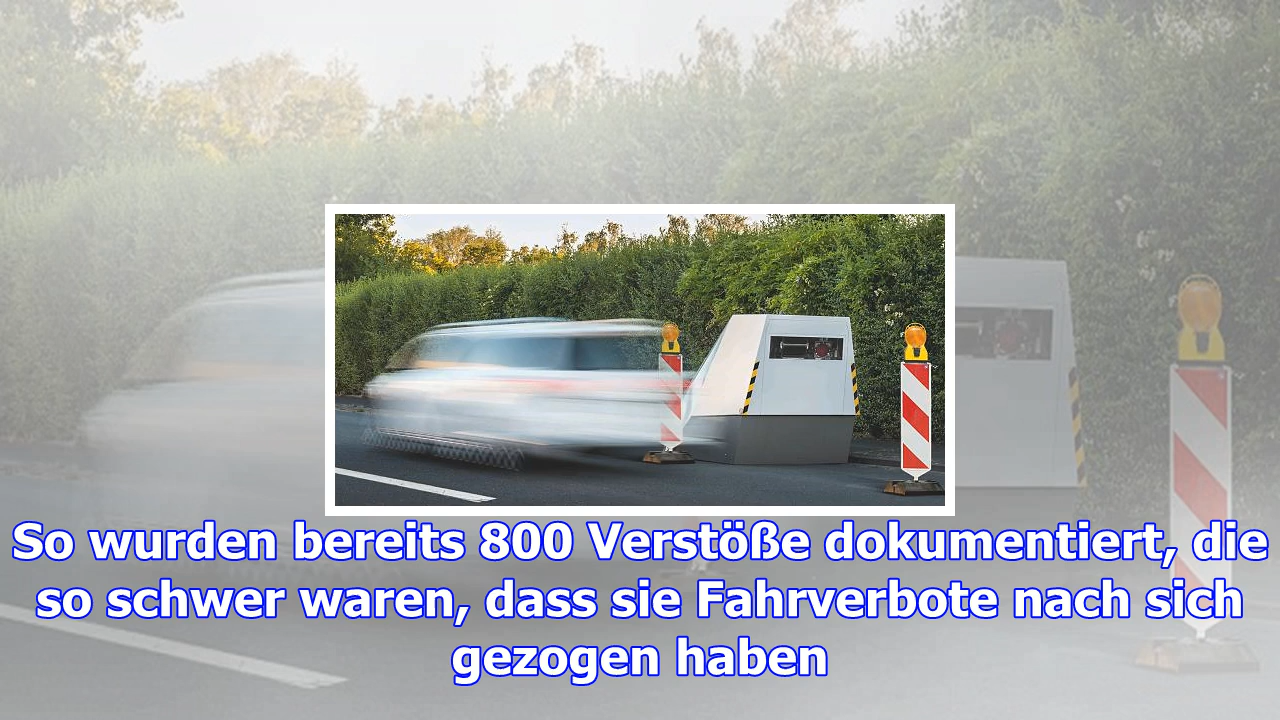 So wurden bereits 800 Verstöße dokumentiert, die
so schwer waren, dass sie Fahrverbote nach sich
gezogen haben